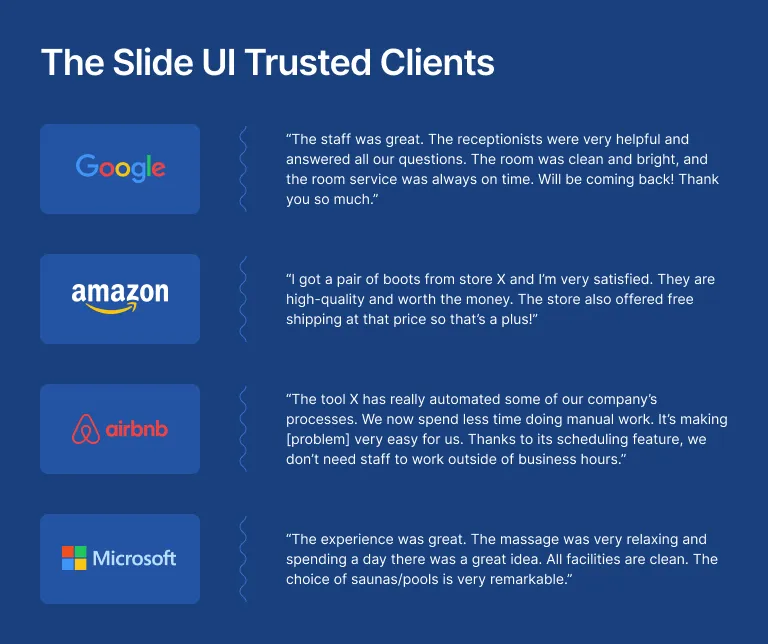 The Slide UI Trusted Clients
Google
“The staff was great. The receptionists were very helpful and
answered all our questions. The room was clean and bright, and
the room service was always on time. Will be coming back! Thank
you so much.”
amazon
“I got a pair of boots from store X and I’m very satisfied. They are
high-quality and worth the money. The store also offered free
shipping at that price so that’s a plus!”
airbnb
“The tool X has really automated some of our company’s
processes. We now spend less time doing manual work. It’s making
[problem] very easy for us. Thanks to its scheduling feature, we
don’t need staff to work outside of business hours.”
Microsoft
“The experience was great. The massage was very relaxing and
spending a day there was a great idea. All facilities are clean. The
choice of saunas/pools is very remarkable.”